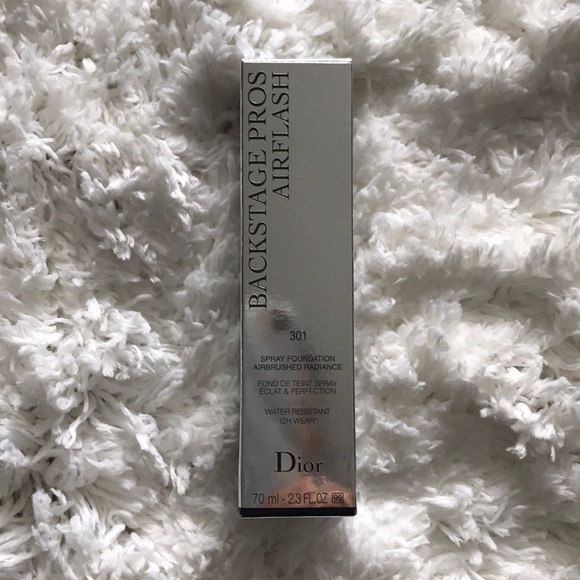 BACKSTAGE PROS
AIRFLASH
301
SPRAY FOUNDATION
AIRBRUSHED RADIANCE
FOND DE TEINT SPRAY
ÉCLAT & PERFECTION
WATER RESISTANT
12H WEAR*
Dior
70 ml - 2.3 FL.OZ